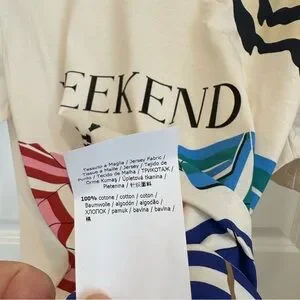 EEKEND
Tessuto a Maglia / Jersey Fabric /
Tissue a Maille / Jersey / Tejido de
Punto / Tecido de Malha / ТРИКОТАЖ /
Örme Kumaş / Úpletová tkanina /
Pletenina / 针织面料
100% cotone / cotton / coton /
Baumwolle / algodón / algodão /
ХЛОПОК / pamuk / bavlna / bavlna /
棉